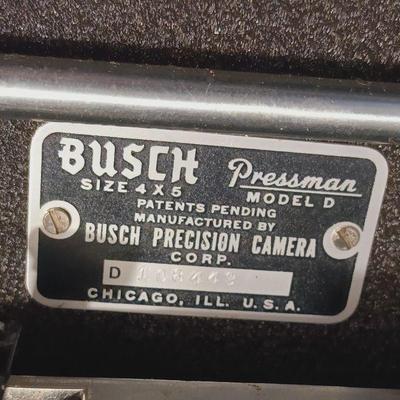 BUSCH Pressman
SIZE 4 X 5 MODEL D
PATENTS PENDING
MANUFACTURED BY
BUSCH PRECISION CAMERA
CORP.
D
CHICAGO, ILL. U. S. A.